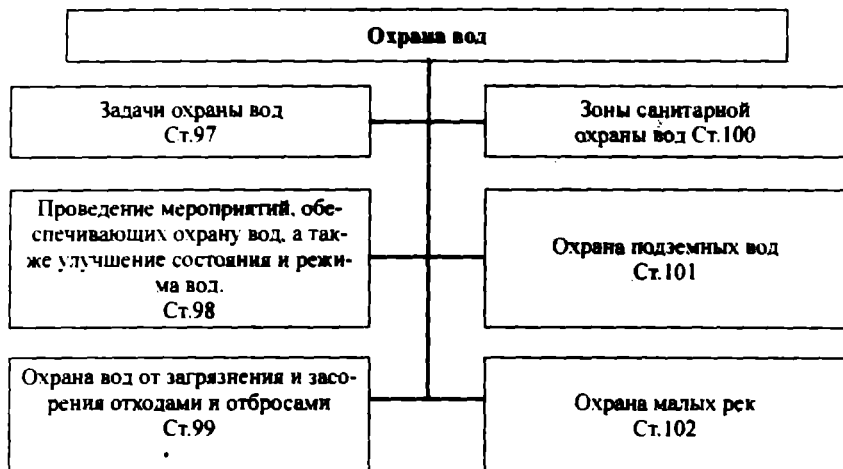 Охрана вод
Задачи охраны вод
Ст.97
Зоны санитарной
охраны вод Ст.100
Проведение мероприятий, обе-
спечивающих охрану вод, а так-
же улучшение состояния и режи-
ма вод.
Ст.98
Охрана подземных вод
Ст.101
Охрана вод от загрязнения и засо-
рения отходами и отбросами
Ст.99
Охрана малых рек
Ст.102